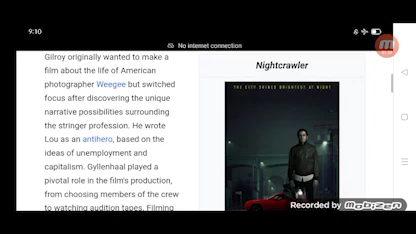 9:10
No internet connection
Gilroy originally wanted to make a
film about the life of American
photographer Weegee but switched
focus after discovering the unique
narrative possibilities surrounding
the stringer profession. He wrote
Lou as an antihero, based on the
ideas of unemployment and
capitalism. Gyllenhaal played a
pivotal role in the film's production,
from choosing members of the crew
to watching audition tapes. Filming
Nightcrawler
THE CITY SHINES BRIGHTEST AT NIGHT
Recorded by mobizen